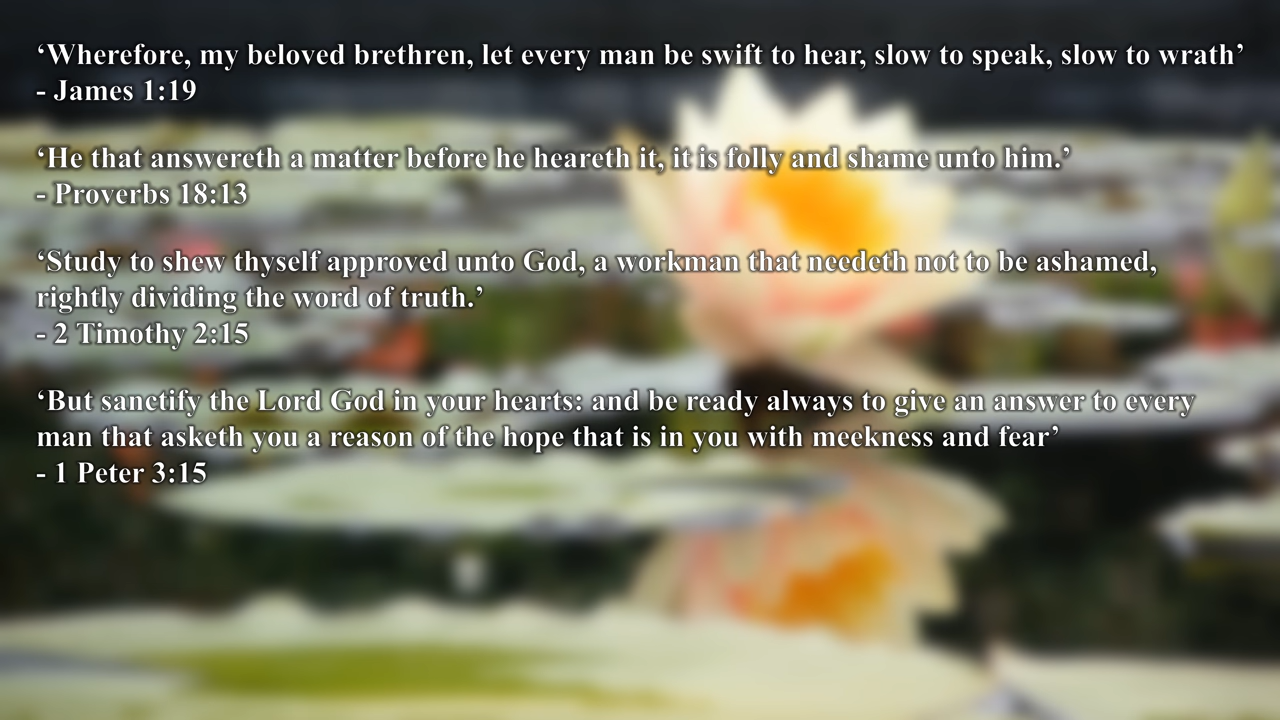 ‘Wherefore, my beloved brethren, let every man be swift to hear, slow to speak, slow to wrath’
- James 1:19
‘He that answereth a matter before he heareth it, it is folly and shame unto him.’
- Proverbs 18:13
‘Study to shew thyself approved unto God, a workman that needeth not to be ashamed,
rightly dividing the word of truth.’
- 2 Timothy 2:15
‘But sanctify the Lord God in your hearts: and be ready always to give an answer to every
man that asketh you a reason of the hope that is in you with meekness and fear’
- 1 Peter 3:15